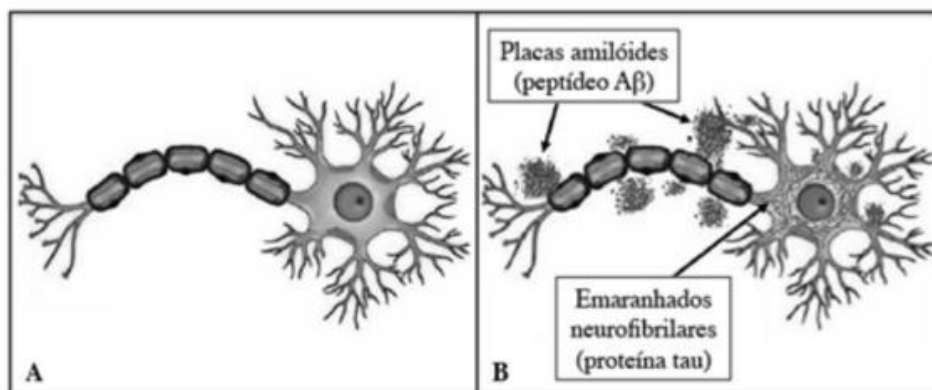 Placas amilóides
(peptídeo Aβ)
Emaranhados
neurofibrilares
(proteína tau)
A
B